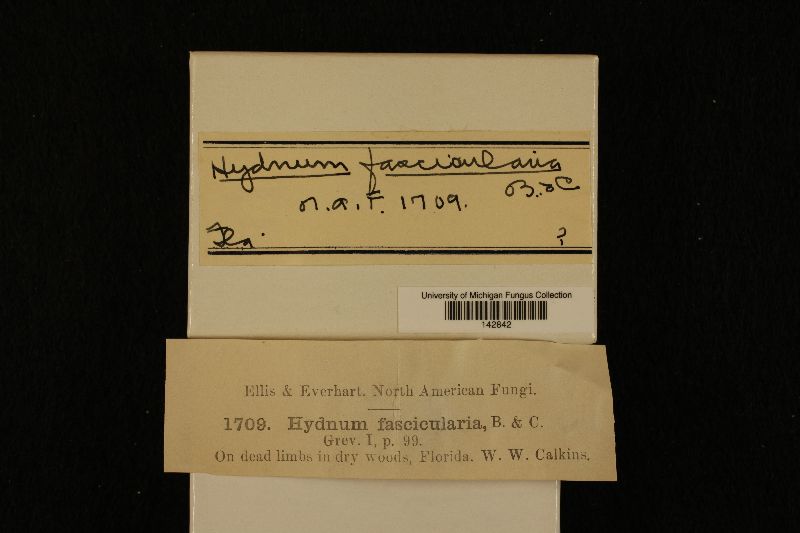 Hydnum fascicularia
B. & C
N. A. F. 1709.
Fla. ?
University of Michigan Fungus Collection
142842
Ellis & Everhart. North American Fungi.
1709. Hydnum fascicularia, B. & C.
Grev. I, p. 99.
On dead limbs in dry woods, Florida. W. W. Calkins.